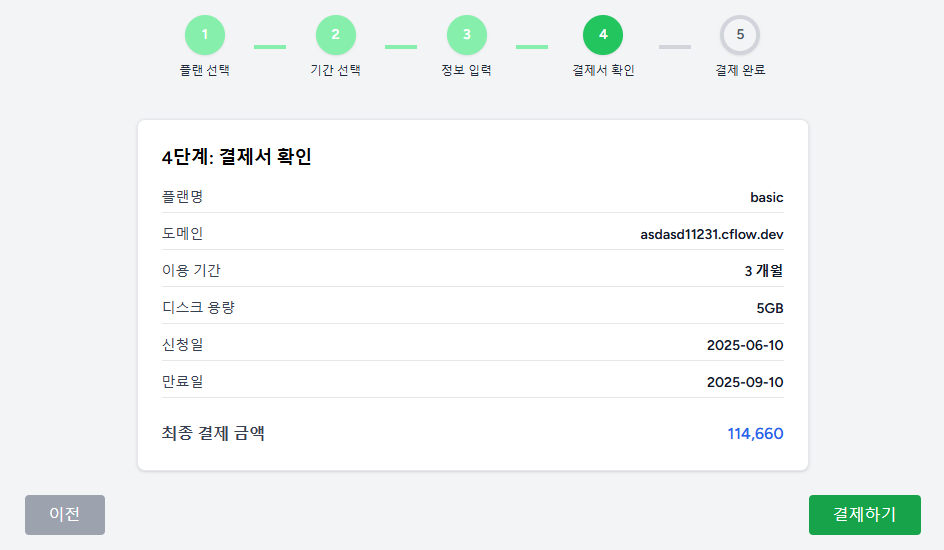 1 2 3 4 5
플랜 선택 기간 선택 정보 입력 결제서 확인 결제 완료
4단계: 결제서 확인
플랜명 basic
도메인 asdasd11231.cflow.dev
이용 기간 3 개월
디스크 용량 5GB
신청일 2025-06-10
만료일 2025-09-10
최종 결제 금액 114,660
이전 결제하기